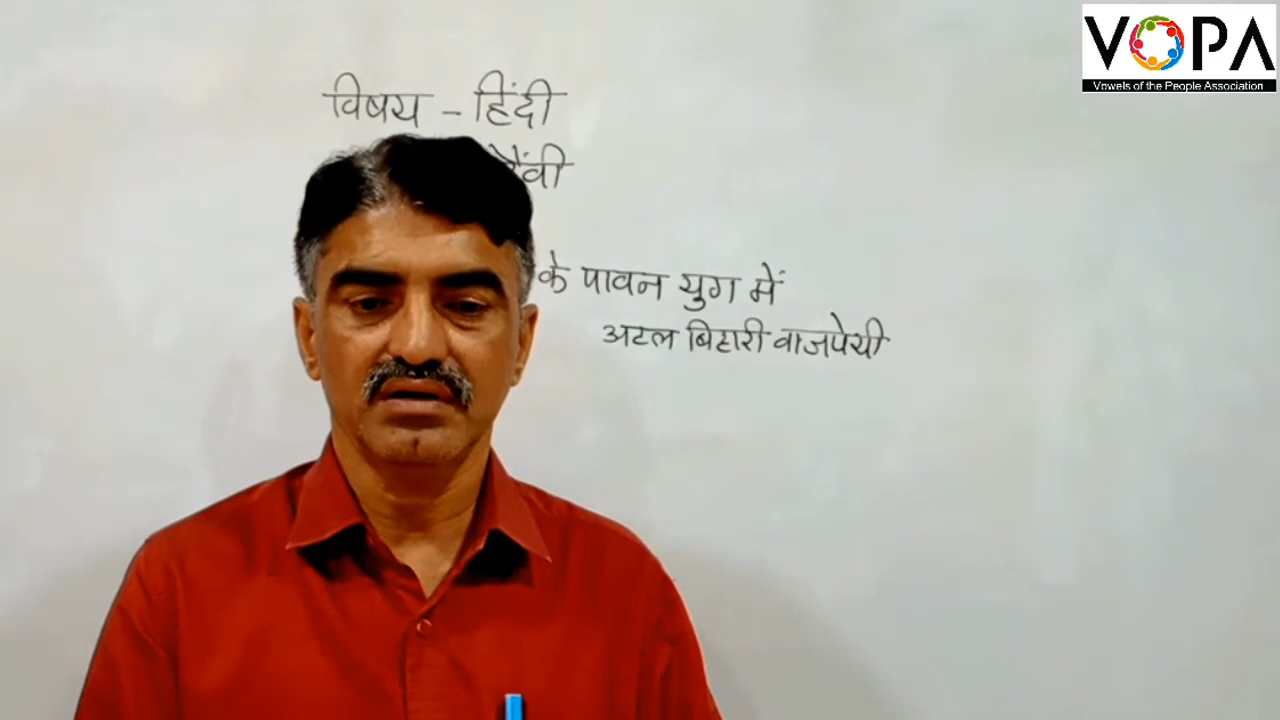 VOPA
Vowels of the People Association
विषय - हिंदी
के पावन युग में
अटल बिहारी वाजपेयी